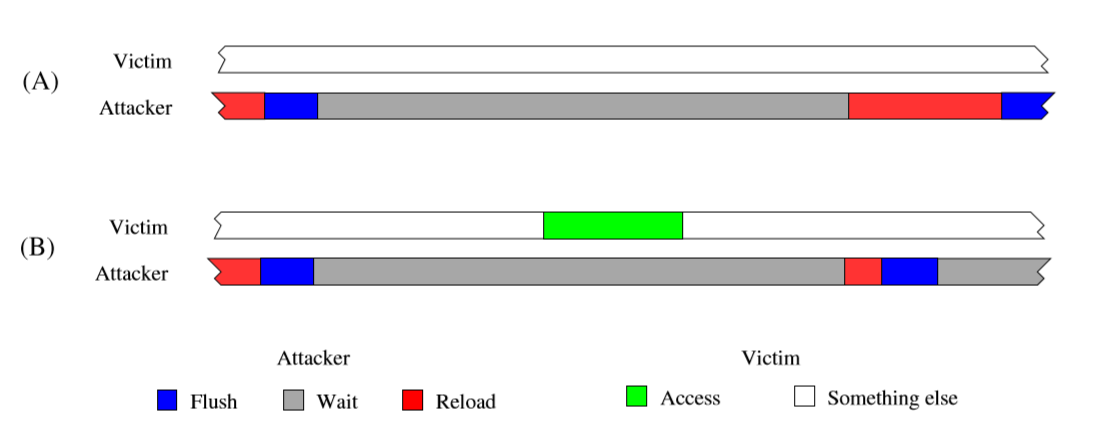 Victim
(A)
Attacker
Victim
(B)
Attacker
Attacker Victim
Flush Wait Reload Access Something else